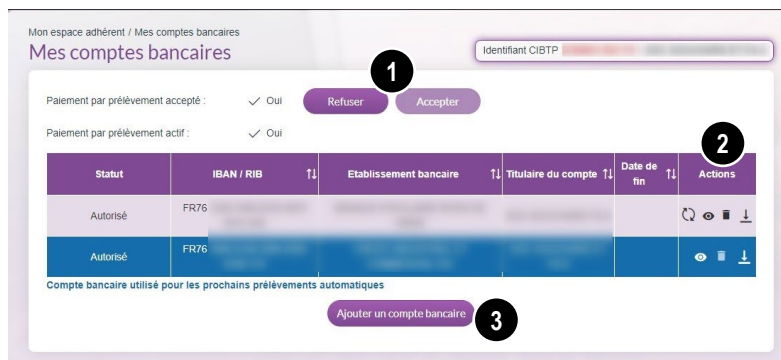 Mon espace adhérent / Mes comptes bancaires
Mes comptes bancaires
Identifiant CIBTP
1
Paiement par prélèvement accepté : Oui Refuser Accepter
Paiement par prélèvement actif : Oui
2
Statut IBAN / RIB Etablissement bancaire Titulaire du compte Date de fin Actions
Autorisé FR76
Autorisé FR76
Compte bancaire utilisé pour les prochains prélèvements automatiques
Ajouter un compte bancaire 3